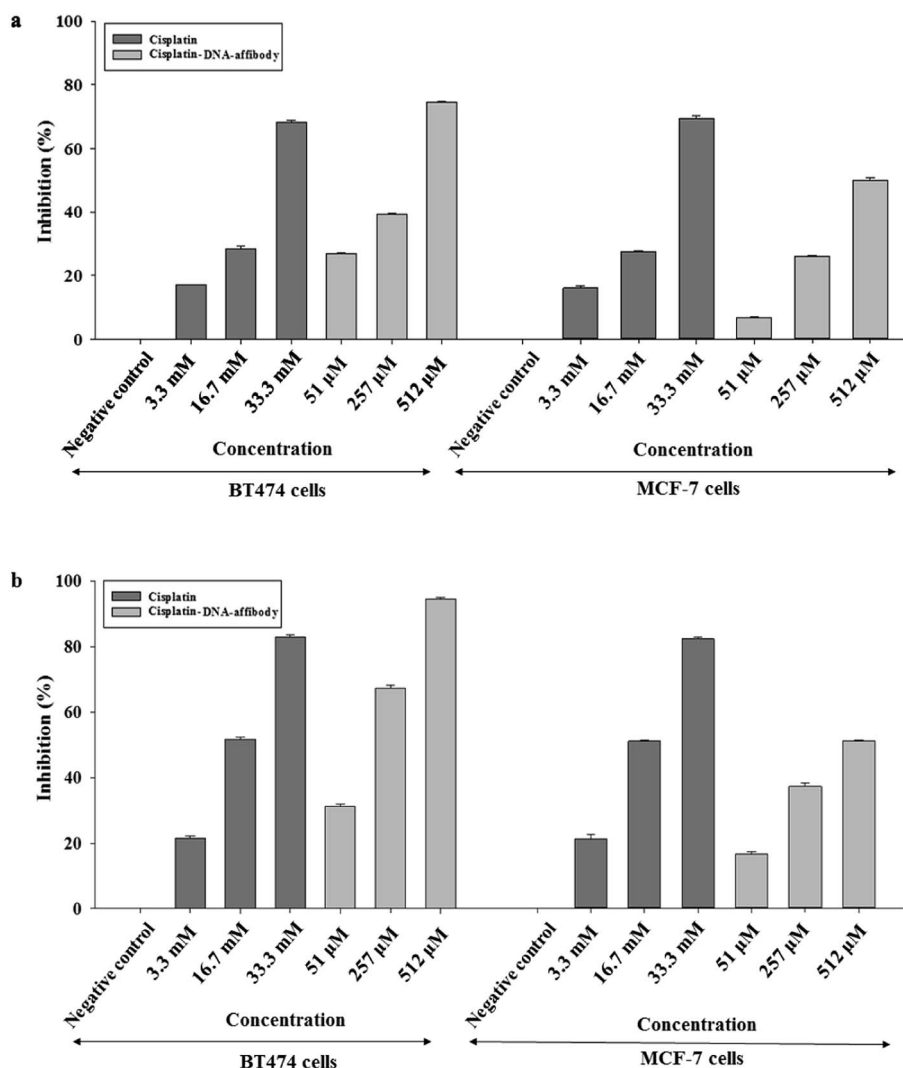 a
100
80
60
40
20
0
Inhibition (%)
Cisplatin
Cisplatin-DNA-affibody
Negative control
3.3 mM
16.7 mM
33.3 mM
51 µM
257 µM
512 µM
Negative control
3.3 mM
16.7 mM
33.3 mM
51 µM
257 µM
512 µM
Concentration
Concentration
BT474 cells
MCF-7 cells
b
100
80
60
40
20
0
Inhibition (%)
Cisplatin
Cisplatin-DNA-affibody
Negative control
3.3 mM
16.7 mM
33.3 mM
51 µM
257 µM
512 µM
Negative control
3.3 mM
16.7 mM
33.3 mM
51 µM
257 µM
512 µM
Concentration
Concentration
BT474 cells
MCF-7 cells